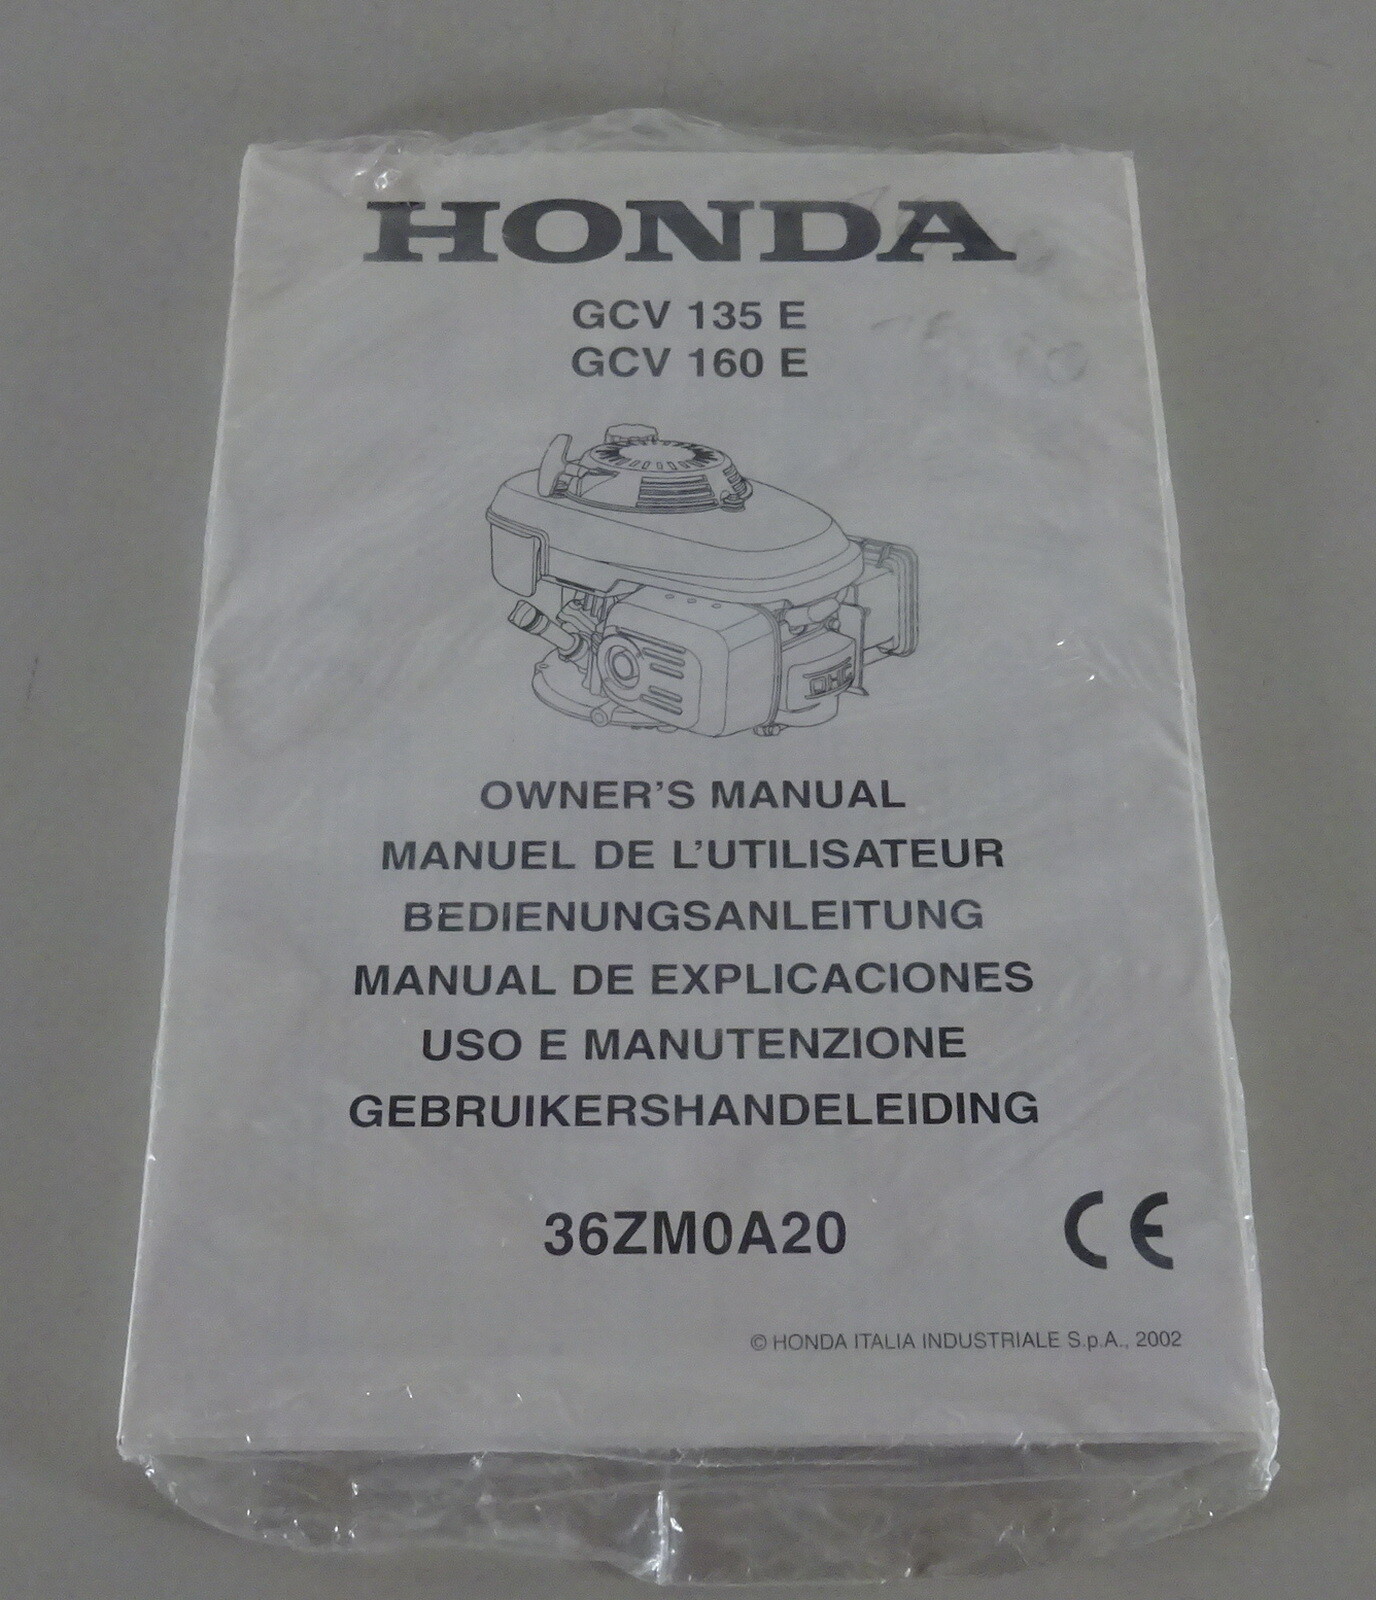 HONDA
GCV 135 E
GCV 160 E
OHC
OWNER'S MANUAL
MANUEL DE L'UTILISATEUR
BEDIENUNGSANLEITUNG
MANUAL DE EXPLICACIONES
USO E MANUTENZIONE
GEBRUIKERSHANDELEIDING
36ZM0A20
CE
© HONDA ITALIA INDUSTRIALE S.p.A., 2002